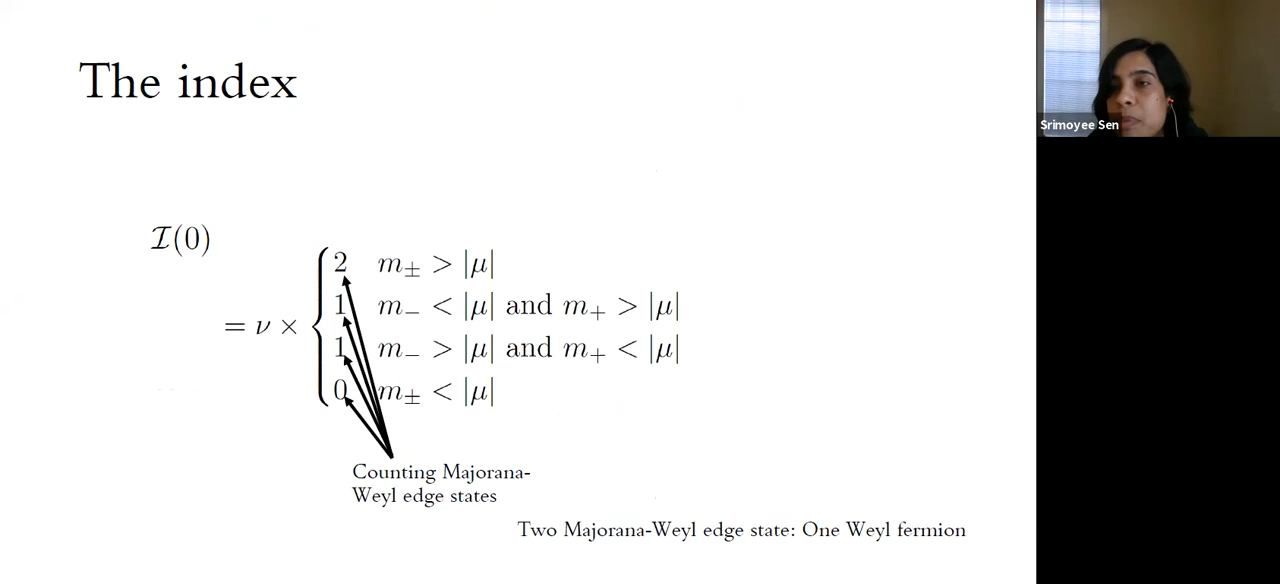 The index
Srimoyee Sen
𝓘(0)
= ν ×
2 m± > |μ|
1 m₋ < |μ| and m₊ > |μ|
1 m₋ > |μ| and m₊ < |μ|
0 m± < |μ|
Counting Majorana-
Weyl edge states
Two Majorana-Weyl edge state: One Weyl fermion